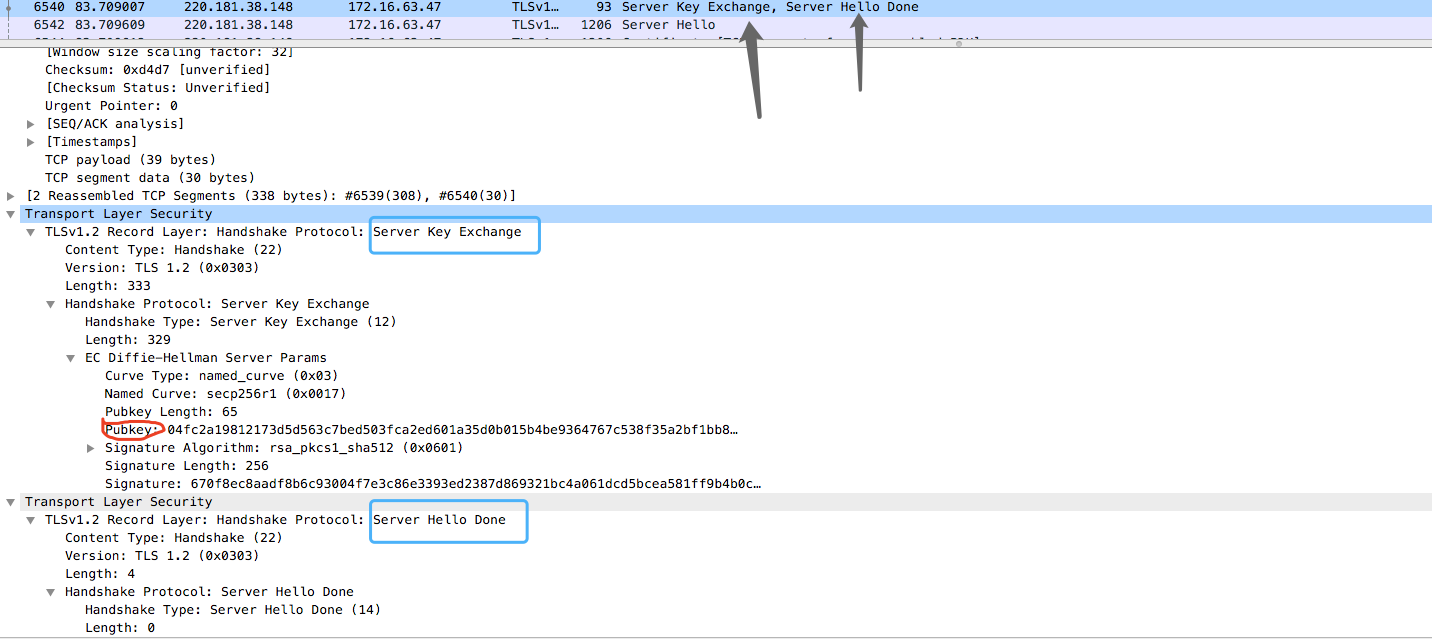 6540 83.709007 220.181.38.148 172.16.63.47 TLSv1… 93 Server Key Exchange, Server Hello Done
6542 83.709609 220.181.38.148 172.16.63.47 TLSv1… 1206 Server Hello
[Window size scaling factor: 32]
Checksum: 0xd4d7 [unverified]
[Checksum Status: Unverified]
Urgent Pointer: 0
[SEQ/ACK analysis]
[Timestamps]
TCP payload (39 bytes)
TCP segment data (30 bytes)
[2 Reassembled TCP Segments (338 bytes): #6539(308), #6540(30)]
Transport Layer Security
TLSv1.2 Record Layer: Handshake Protocol: Server Key Exchange
Content Type: Handshake (22)
Version: TLS 1.2 (0x0303)
Length: 333
Handshake Protocol: Server Key Exchange
Handshake Type: Server Key Exchange (12)
Length: 329
EC Diffie-Hellman Server Params
Curve Type: named_curve (0x03)
Named Curve: secp256r1 (0x0017)
Pubkey Length: 65
Pubkey: 04fc2a19812173d5d563c7bed503fca2ed601a35d0b015b4be9364767c538f35a2bf1bb8…
Signature Algorithm: rsa_pkcs1_sha512 (0x0601)
Signature Length: 256
Signature: 670f8ec8aadf8b6c93004f7e3c86e3393ed2387d869321bc4a061dcd5bcea581ff9b4b0c…
Transport Layer Security
TLSv1.2 Record Layer: Handshake Protocol: Server Hello Done
Content Type: Handshake (22)
Version: TLS 1.2 (0x0303)
Length: 4
Handshake Protocol: Server Hello Done
Handshake Type: Server Hello Done (14)
Length: 0